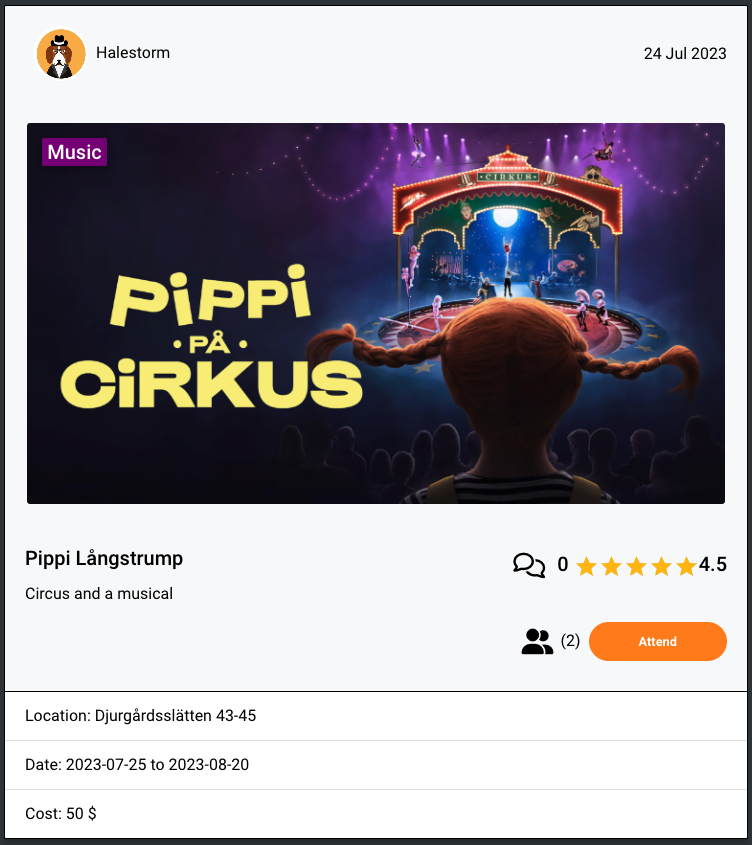 Halestorm
24 Jul 2023
Music
CIRKUS
PiPPi
• PÅ •
CiRKUS
Pippi Långstrump
0
4.5
Circus and a musical
(2)
Attend
Location: Djurgårdsslätten 43-45
Date: 2023-07-25 to 2023-08-20
Cost: 50 $